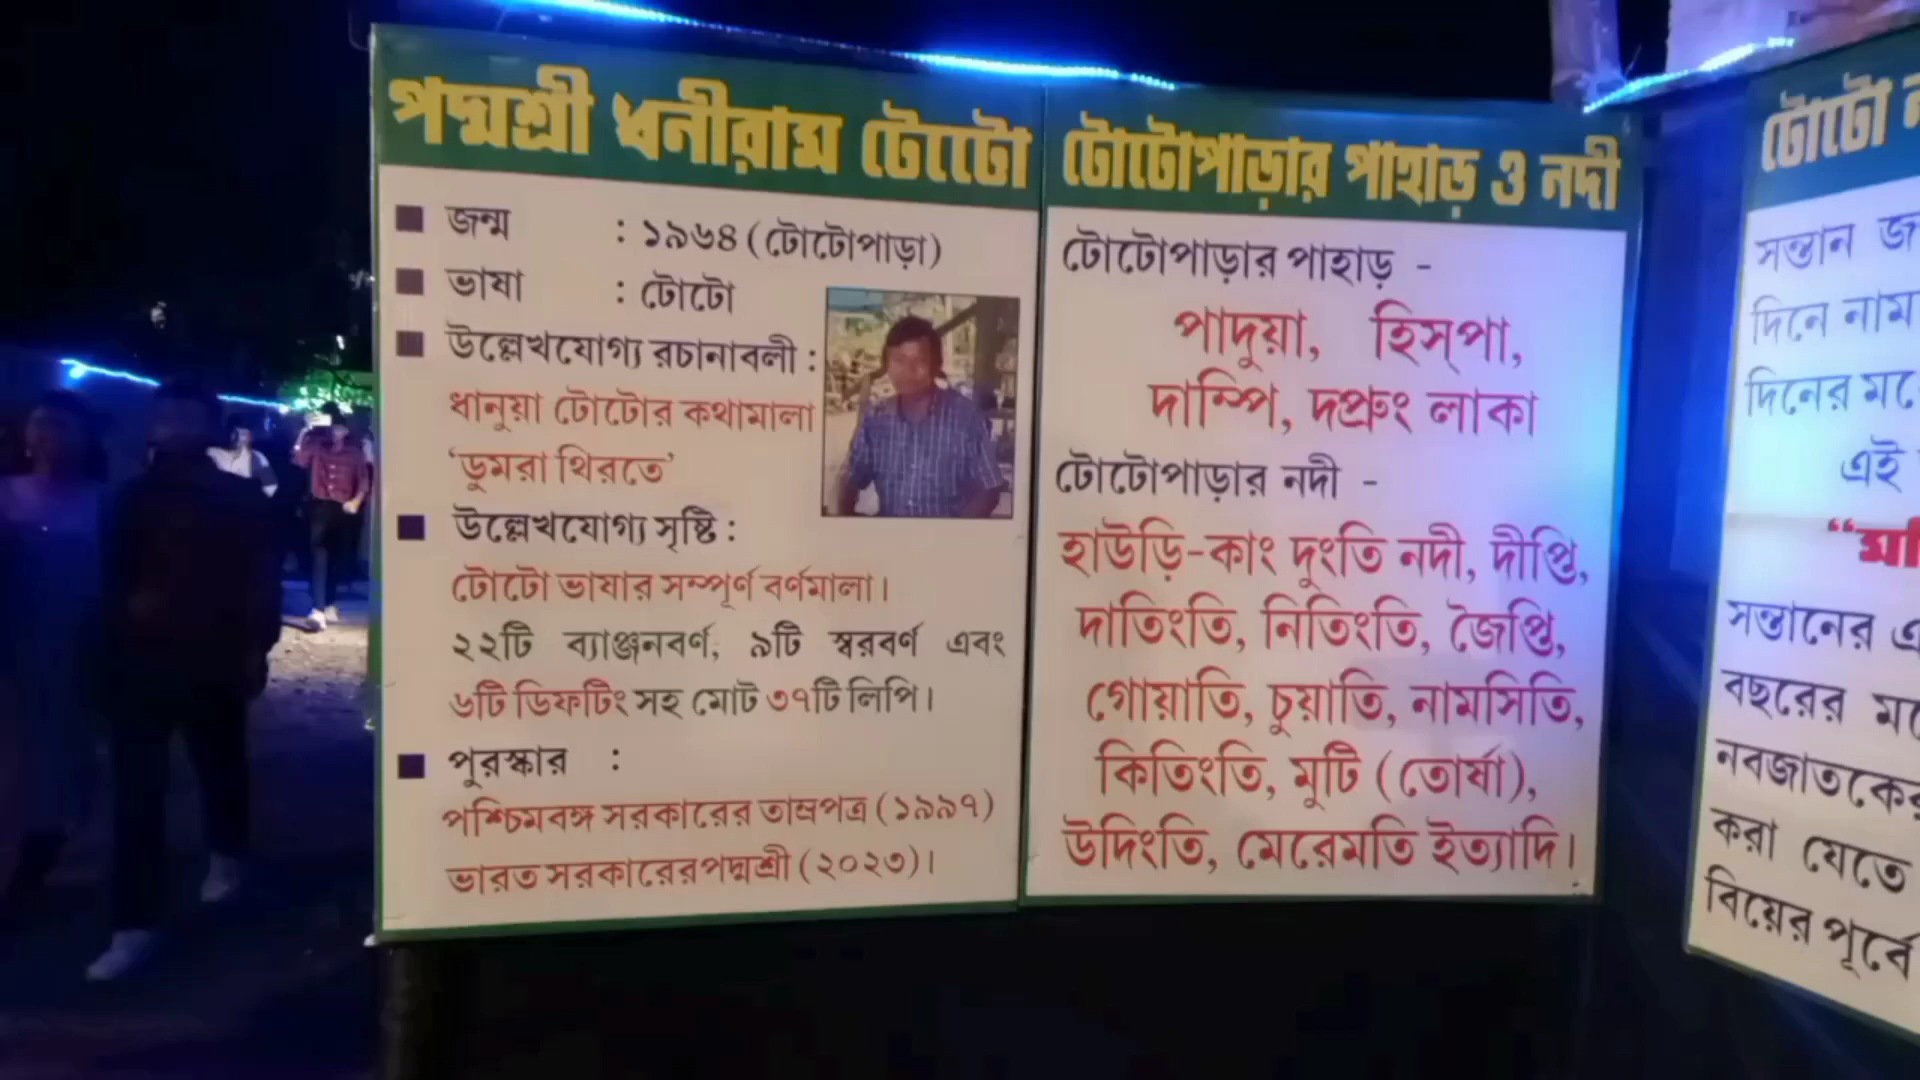 পদ্মশ্রী ধনীরাম টোটো
■ জন্ম : ১৯৬৪ (টোটোপাড়া)
■ ভাষা : টোটো
■ উল্লেখযোগ্য রচানাবলী :
ধানুয়া টোটোর কথামালা
‘ডুমরা থিরতে’
■ উল্লেখযোগ্য সৃষ্টি :
টোটো ভাষার সম্পূর্ণ বর্ণমালা।
২২টি ব্যাঞ্জনবর্ণ, ৯টি স্বরবর্ণ এবং
৬টি ডিফটিং সহ মোট ৩৭টি লিপি।
■ পুরস্কার :
পশ্চিমবঙ্গ সরকারের তাম্রপত্র (১৯৯৭)
ভারত সরকারের পদ্মশ্রী (২০২৩)।
টোটোপাড়ার পাহাড় ও নদী
টোটোপাড়ার পাহাড় -
পাদুয়া, হিস্পা,
দাম্পি, দপ্রুং লাকা
টোটোপাড়ার নদী -
হাউড়ি-কাং দুংতি নদী, দীপ্তি,
দাতিংতি, নিতিংতি, জৈপ্তি,
গোয়াতি, চুয়াতি, নামসিতি,
কিতিংতি, মুটি (তোর্ষা),
উদিংতি, মেরেমতি ইত্যাদি।
টোটো
সন্তান
দিনে নাম
দিনের
এই
সন্তানের
বছরের
নবজাতকের
করা যেতে
বিয়ের পূর্বে